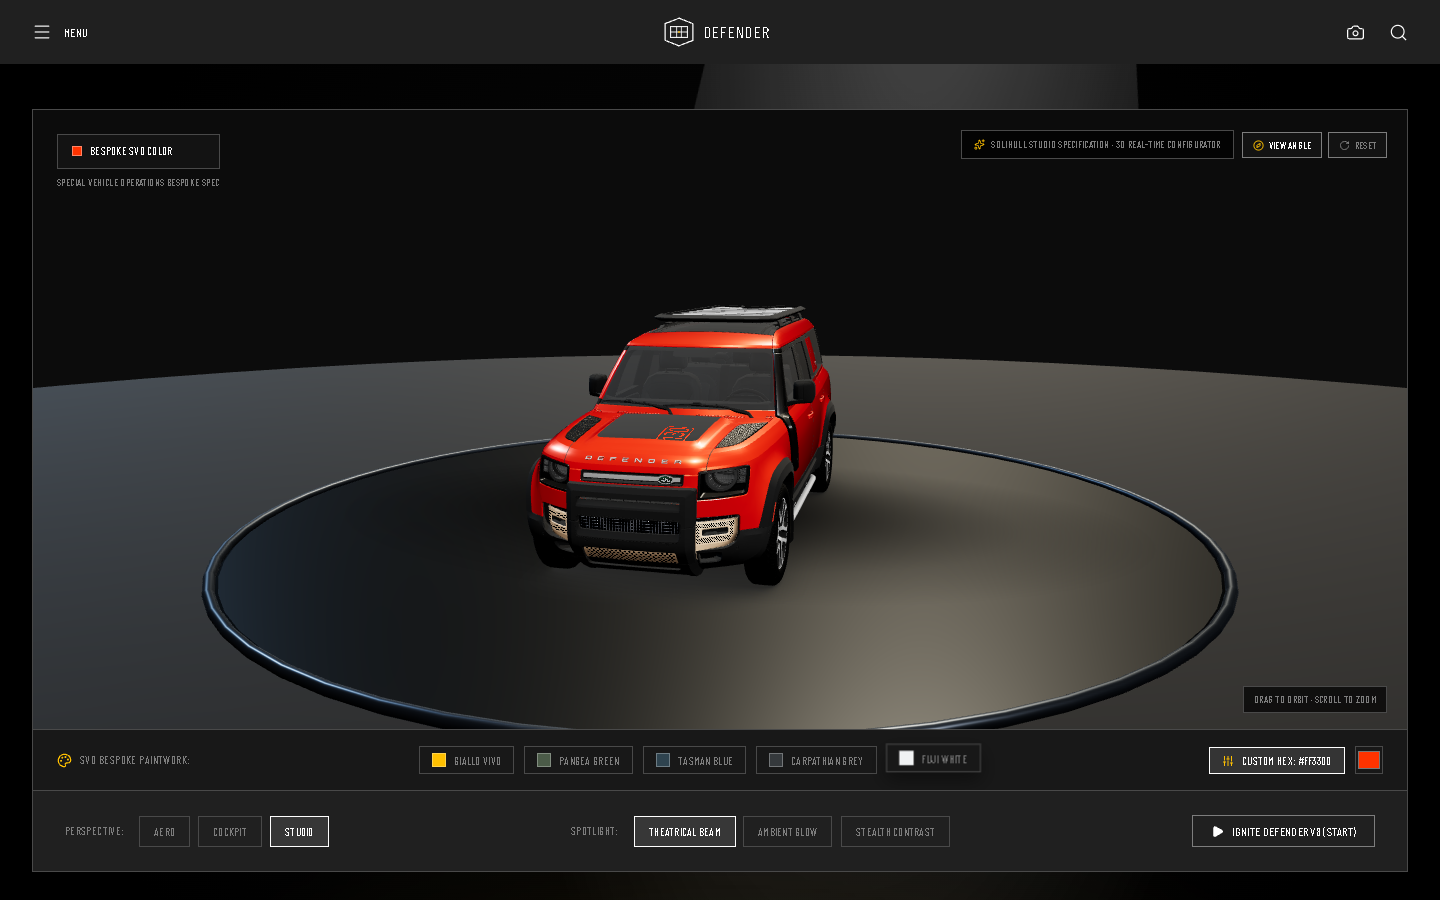 MENU
DEFENDER
BESPOKE SVO COLOR
SPECIAL VEHICLE OPERATIONS BESPOKE SPEC
SOLIHULL STUDIO SPECIFICATION · 3D REAL-TIME CONFIGURATOR
VIEW ANGLE
RESET
DEFENDER
DRAG TO ORBIT · SCROLL TO ZOOM
SVO BESPOKE PAINTWORK:
GIALLO VIVO
PANGEA GREEN
TASMAN BLUE
CARPATHIAN GREY
FUJI WHITE
CUSTOM HEX: #FF3300
PERSPECTIVE:
AERO
COCKPIT
STUDIO
SPOTLIGHT:
THEATRICAL BEAM
AMBIENT GLOW
STEALTH CONTRAST
IGNITE DEFENDER V8 (START)